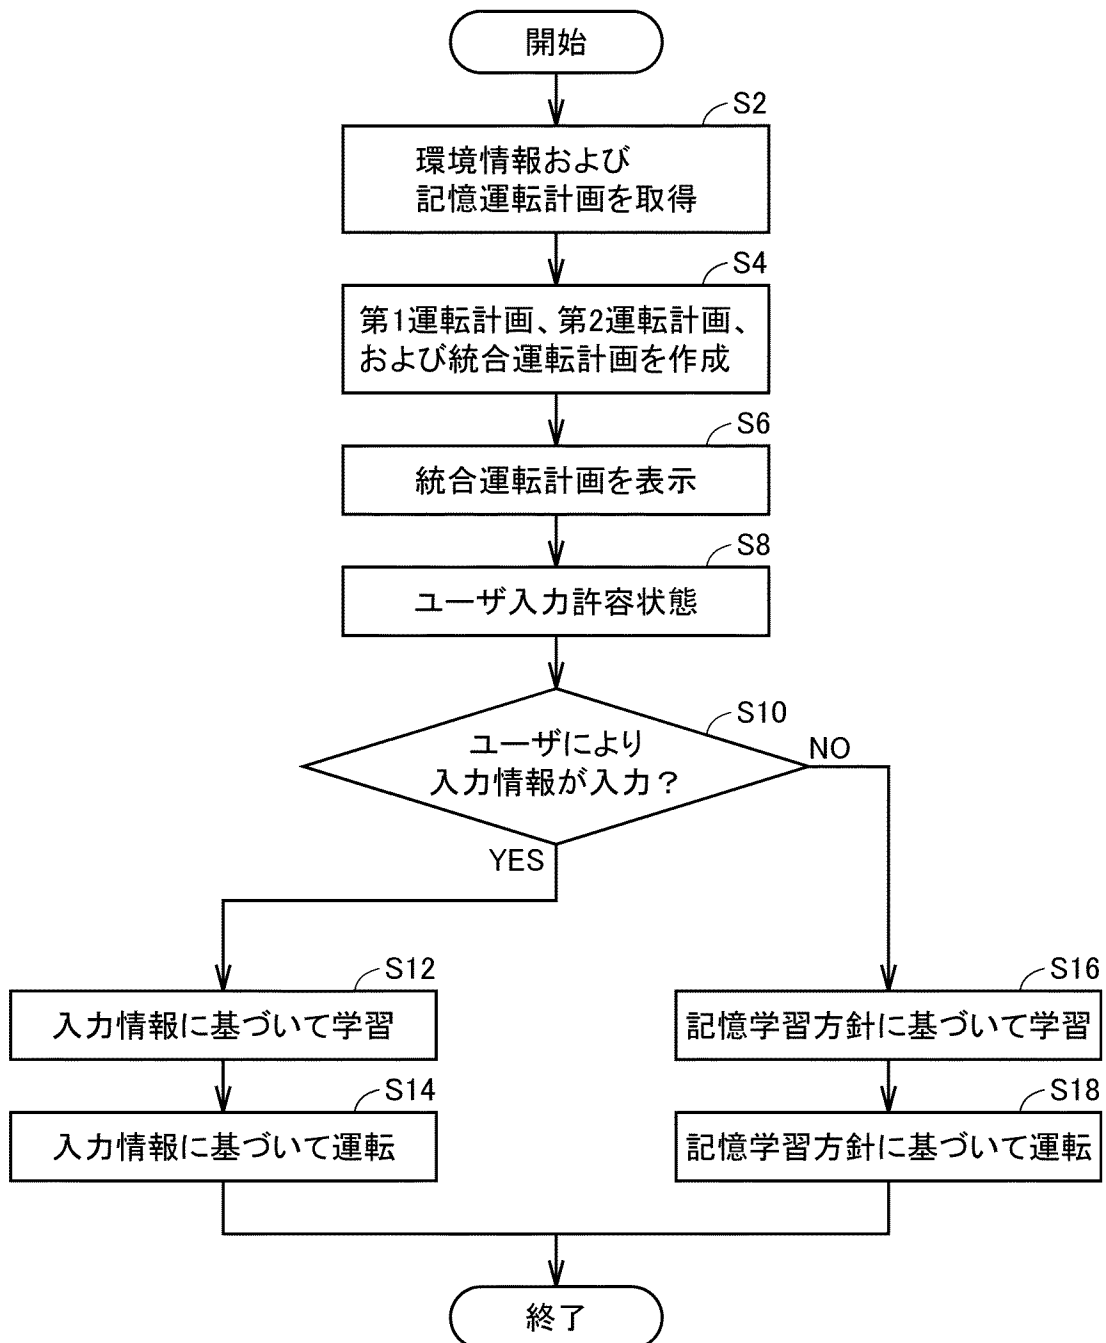 開始
S2
環境情報および
記憶運転計画を取得
S4
第1運転計画、第2運転計画、
および統合運転計画を作成
S6
統合運転計画を表示
S8
ユーザ入力許容状態
S10
ユーザにより
入力情報が入力？
NO
YES
S12
入力情報に基づいて学習
S14
入力情報に基づいて運転
S16
記憶学習方針に基づいて学習
S18
記憶学習方針に基づいて運転
終了